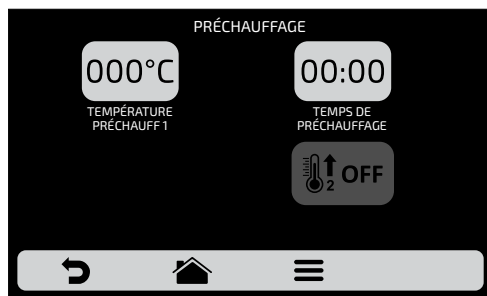 PRÉCHAUFFAGE
000°C
00:00
TEMPÉRATURE
PRÉCHAUFF 1
TEMPS DE
PRÉCHAUFFAGE
2 OFF